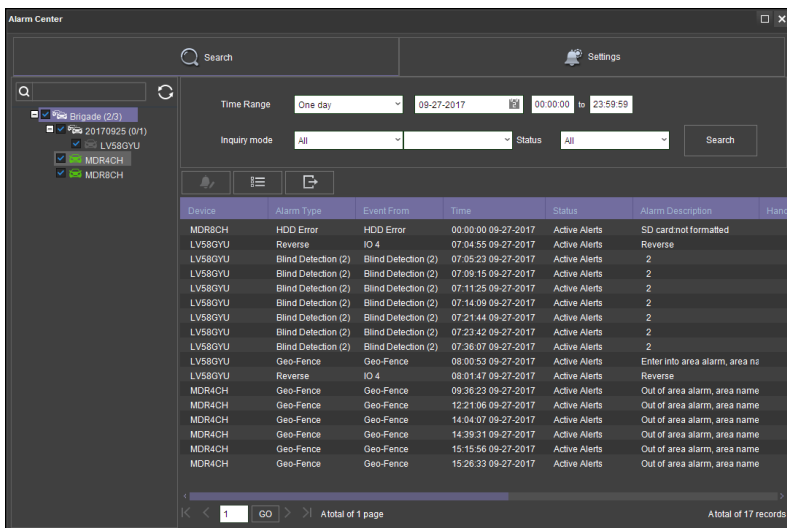 Alarm Center
Search Settings
Time Range One day 09-27-2017 00:00:00 to 23:59:59
Brigade (2/3)
20170925 (0/1)
LV58GYU
MDR4CH
MDR8CH
Inquiry mode All Status All Search
Device Alarm Type Event From Time Status Alarm Description Hand
MDR8CH HDD Error HDD Error 00:00:00 09-27-2017 Active Alerts SD card:not formatted
LV58GYU Reverse IO 4 07:04:55 09-27-2017 Active Alerts Reverse
LV58GYU Blind Detection (2) Blind Detection (2) 07:05:23 09-27-2017 Active Alerts 2
LV58GYU Blind Detection (2) Blind Detection (2) 07:09:15 09-27-2017 Active Alerts 2
LV58GYU Blind Detection (2) Blind Detection (2) 07:11:25 09-27-2017 Active Alerts 2
LV58GYU Blind Detection (2) Blind Detection (2) 07:14:09 09-27-2017 Active Alerts 2
LV58GYU Blind Detection (2) Blind Detection (2) 07:21:44 09-27-2017 Active Alerts 2
LV58GYU Blind Detection (2) Blind Detection (2) 07:23:42 09-27-2017 Active Alerts 2
LV58GYU Blind Detection (2) Blind Detection (2) 07:36:07 09-27-2017 Active Alerts 2
LV58GYU Geo-Fence Geo-Fence 08:00:53 09-27-2017 Active Alerts Enter into area alarm, area na
LV58GYU Reverse IO 4 08:01:47 09-27-2017 Active Alerts Reverse
MDR4CH Geo-Fence Geo-Fence 09:36:23 09-27-2017 Active Alerts Out of area alarm, area name
MDR4CH Geo-Fence Geo-Fence 12:21:06 09-27-2017 Active Alerts Out of area alarm, area name
MDR4CH Geo-Fence Geo-Fence 14:04:07 09-27-2017 Active Alerts Out of area alarm, area name
MDR4CH Geo-Fence Geo-Fence 14:39:31 09-27-2017 Active Alerts Out of area alarm, area name
MDR4CH Geo-Fence Geo-Fence 15:15:56 09-27-2017 Active Alerts Out of area alarm, area name
MDR4CH Geo-Fence Geo-Fence 15:26:33 09-27-2017 Active Alerts Out of area alarm, area name
1 GO Atotal of 1 page Atotal of 17 records